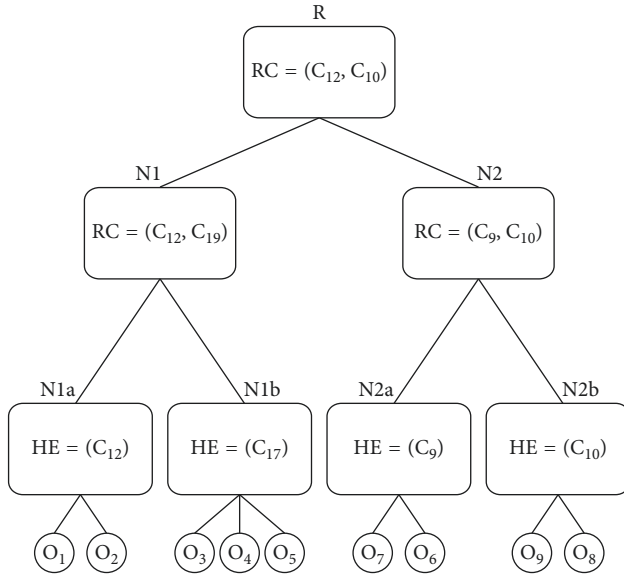 R
RC = (C₁₂, C₁₀)
N1 N2
RC = (C₁₂, C₁₉) RC = (C₉, C₁₀)
N1a N1b N2a N2b
HE = (C₁₂) HE = (C₁₇) HE = (C₉) HE = (C₁₀)
O₁ O₂ O₃ O₄ O₅ O₇ O₆ O₉ O₈